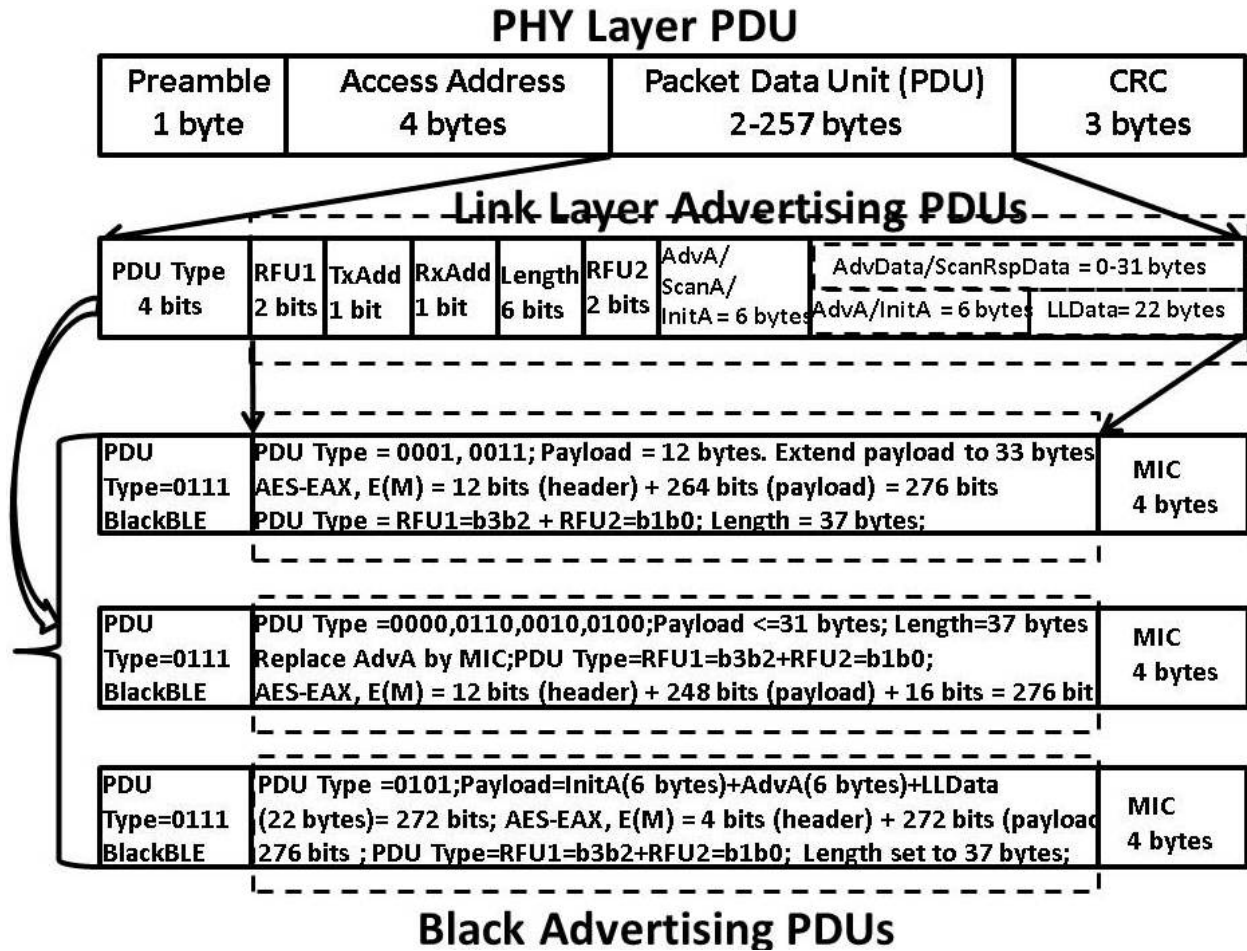 PHY Layer PDU
Preamble
1 byte
Access Address
4 bytes
Packet Data Unit (PDU)
2-257 bytes
CRC
3 bytes
Link Layer Advertising PDUs
PDU Type
4 bits
RFU1
2 bits
TxAdd
1 bit
RxAdd
1 bit
Length
6 bits
RFU2
2 bits
AdvA/
ScanA/
InitA = 6 bytes
AdvData/ScanRspData = 0-31 bytes
AdvA/InitA = 6 bytes
LLData= 22 bytes
PDU
Type=0111
BlackBLE
PDU Type = 0001, 0011; Payload = 12 bytes. Extend payload to 33 bytes
AES-EAX, E(M) = 12 bits (header) + 264 bits (payload) = 276 bits
PDU Type = RFU1=b3b2 + RFU2=b1b0; Length = 37 bytes;
MIC
4 bytes
PDU
Type=0111
BlackBLE
PDU Type =0000,0110,0010,0100;Payload <=31 bytes; Length=37 bytes
Replace AdvA by MIC;PDU Type=RFU1=b3b2+RFU2=b1b0;
AES-EAX, E(M) = 12 bits (header) + 248 bits (payload) + 16 bits = 276 bit
MIC
4 bytes
PDU
Type=0111
BlackBLE
PDU Type =0101;Payload=InitA(6 bytes)+AdvA(6 bytes)+LLData
(22 bytes)= 272 bits; AES-EAX, E(M) = 4 bits (header) + 272 bits (payload
276 bits ; PDU Type=RFU1=b3b2+RFU2=b1b0; Length set to 37 bytes;
MIC
4 bytes
Black Advertising PDUs